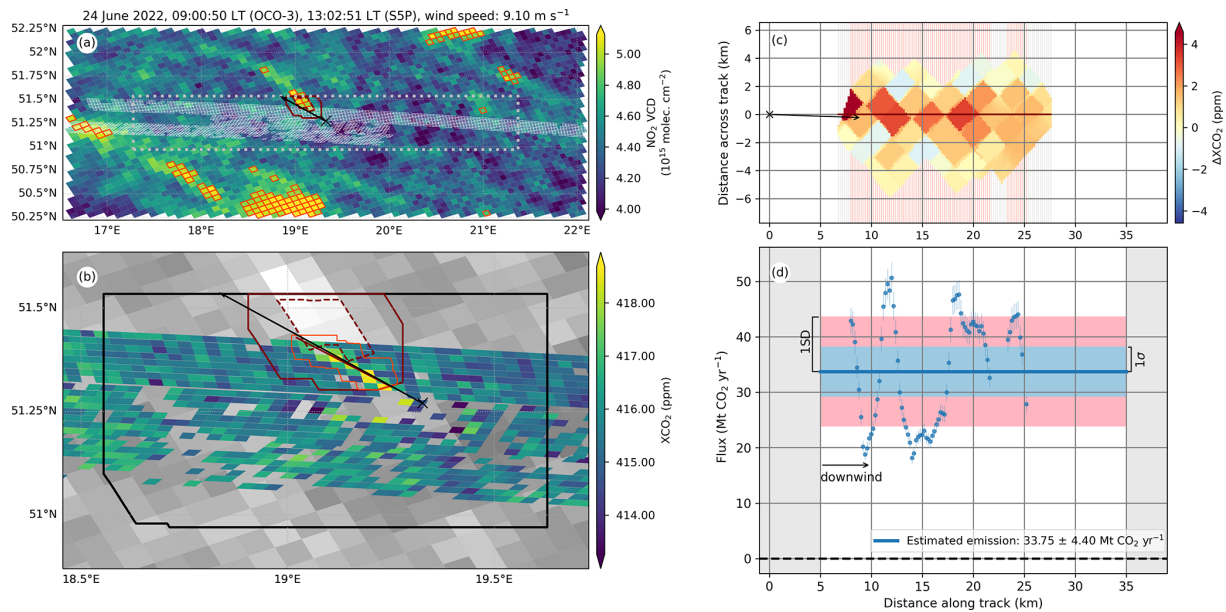 24 June 2022, 09:00:50 LT (OCO-3), 13:02:51 LT (S5P), wind speed: 9.10 m s⁻¹
(a)
52.25°N
52°N
51.75°N
51.5°N
51.25°N
51°N
50.75°N
50.5°N
50.25°N
17°E
18°E
19°E
20°E
21°E
22°E
5.00
4.80
4.60
4.40
4.20
4.00
NO₂ VCD
(10¹⁵ molec. cm⁻²)
(b)
51.5°N
51.25°N
51°N
18.5°E
19°E
19.5°E
418.00
417.00
416.00
415.00
414.00
XCO₂ (ppm)
(c)
Distance across track (km)
6
4
2
0
−2
−4
−6
0
5
10
15
20
25
30
35
4
2
0
−2
−4
ΔXCO₂ (ppm)
(d)
Flux (Mt CO₂ yr⁻¹)
50
40
30
20
10
0
1SD
1σ
downwind
Estimated emission: 33.75 ± 4.40 Mt CO₂ yr⁻¹
0
5
10
15
20
25
30
35
Distance along track (km)